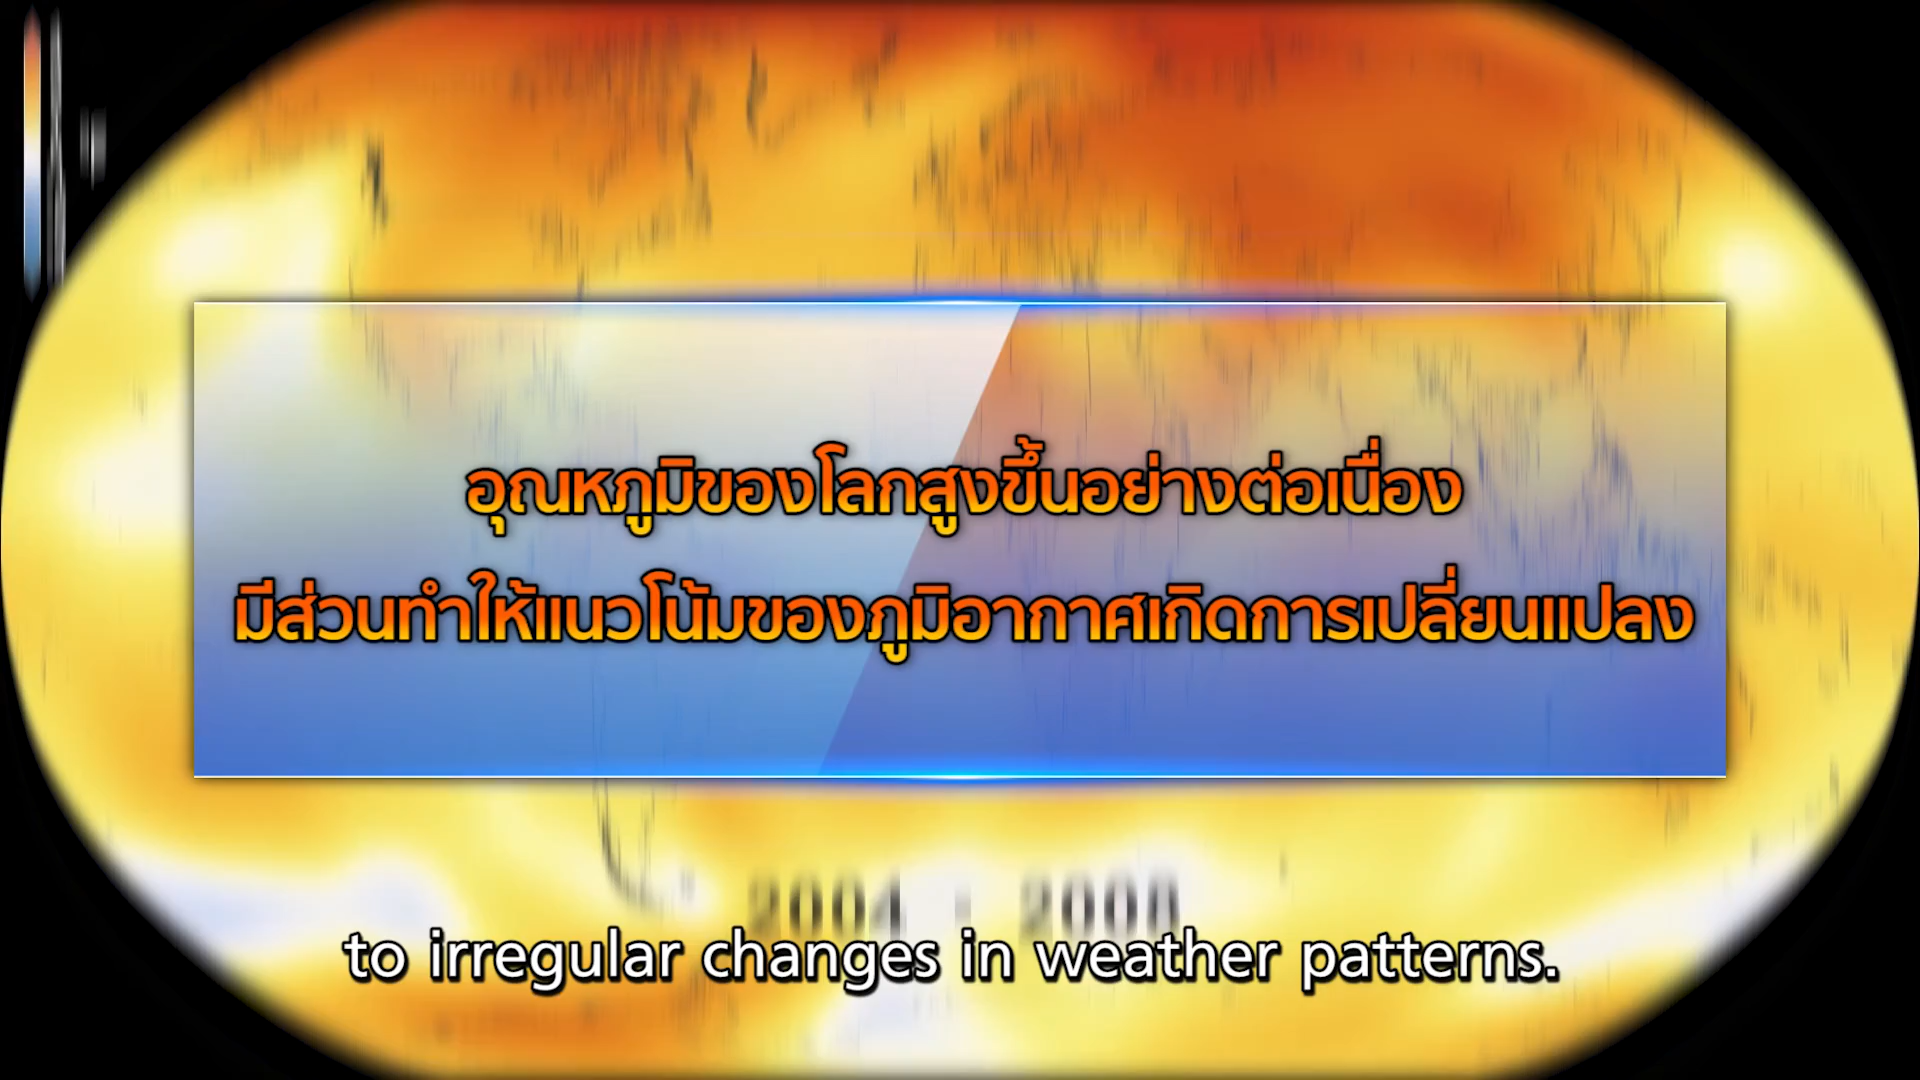 อุณหภูมิของโลกสูงขึ้นอย่างต่อเนื่อง
มีส่วนทำให้แนวโน้มของภูมิอากาศเกิดการเปลี่ยนแปลง
2004 : 2008
to irregular changes in weather patterns.